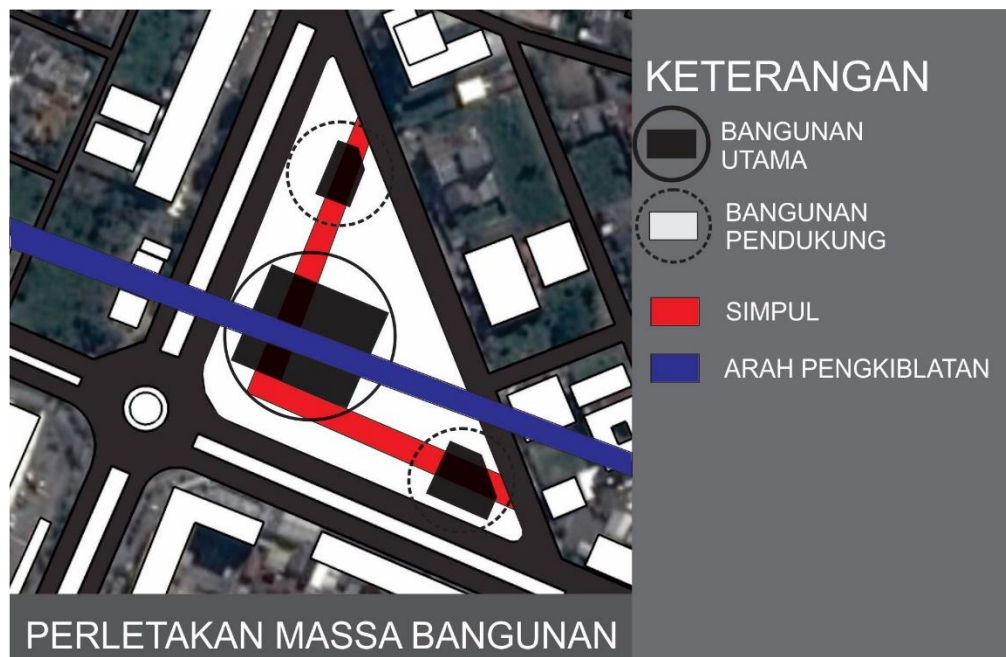 KETERANGAN
BANGUNAN
UTAMA
BANGUNAN
PENDUKUNG
SIMPUL
ARAH PENGKIBLATAN
PERLETAKAN MASSA BANGUNAN